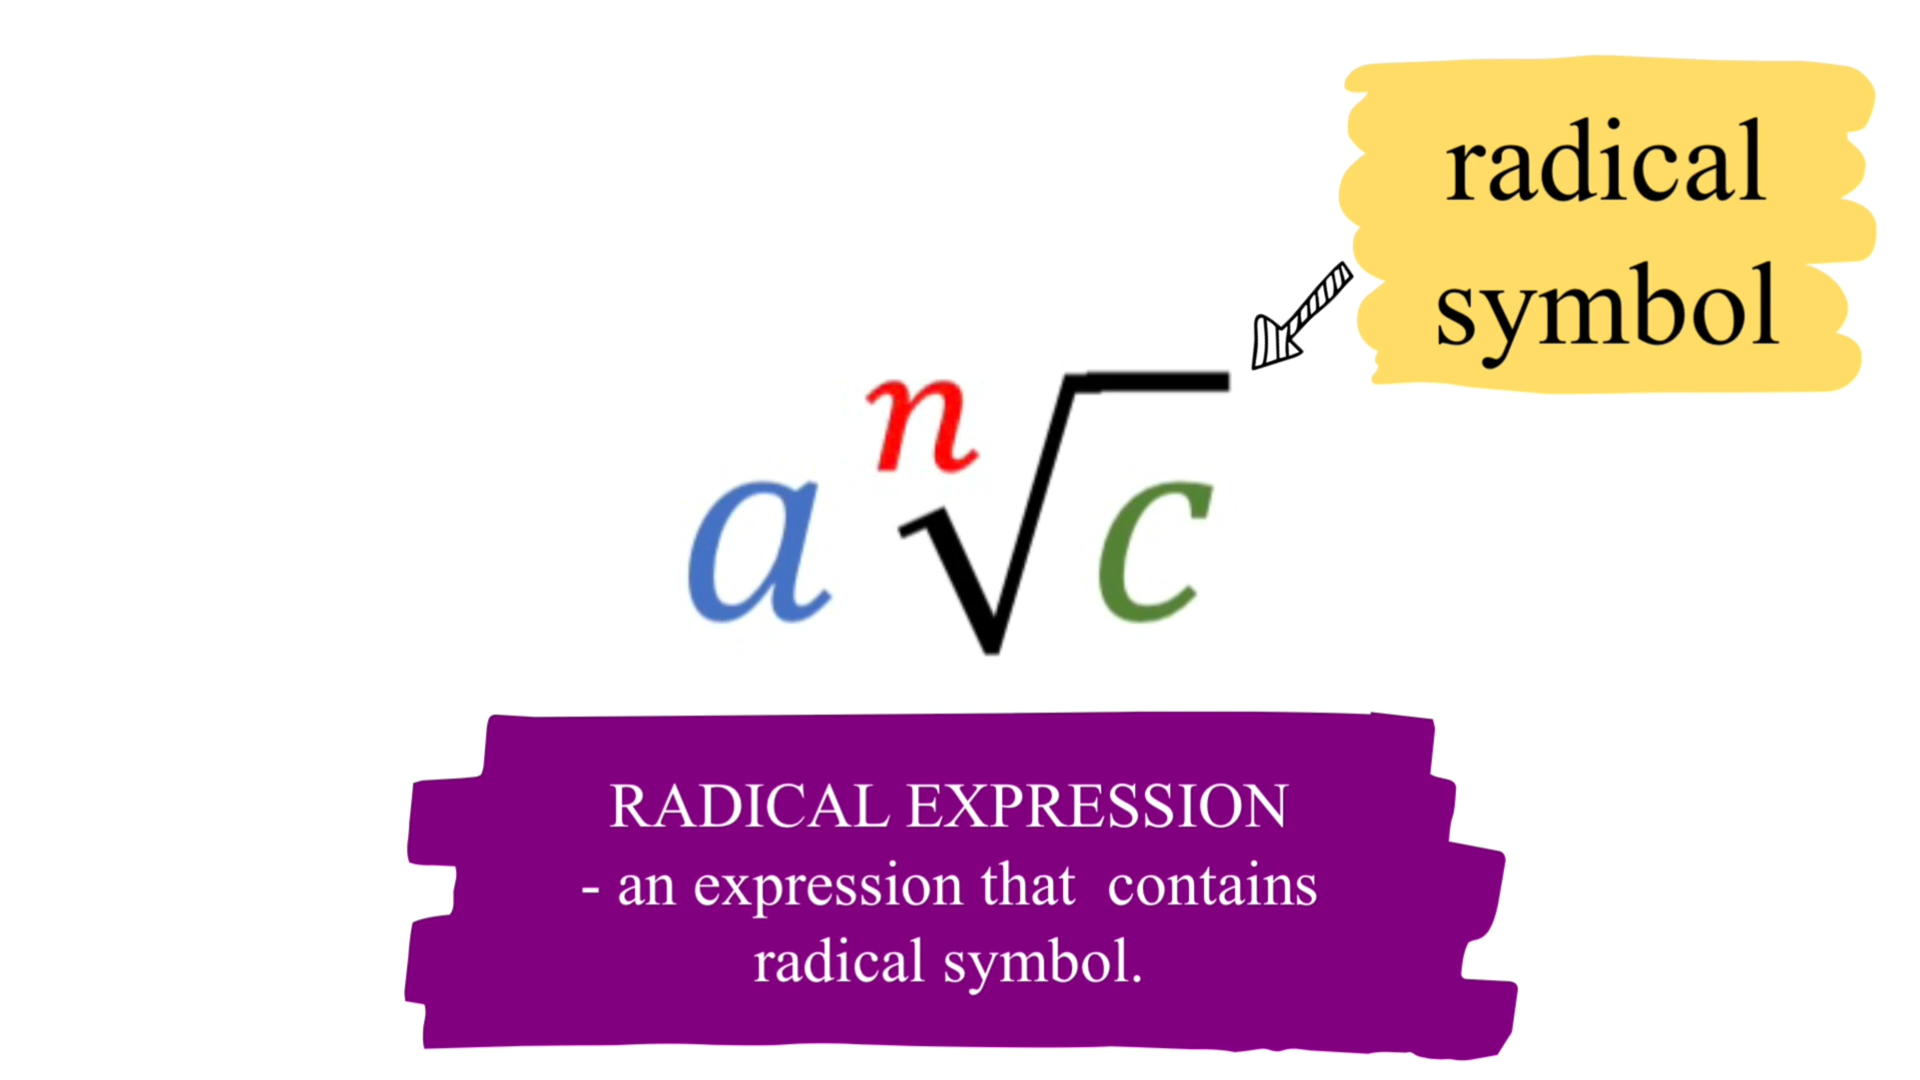 radical
symbol
a n√c
RADICAL EXPRESSION
- an expression that contains
radical symbol.